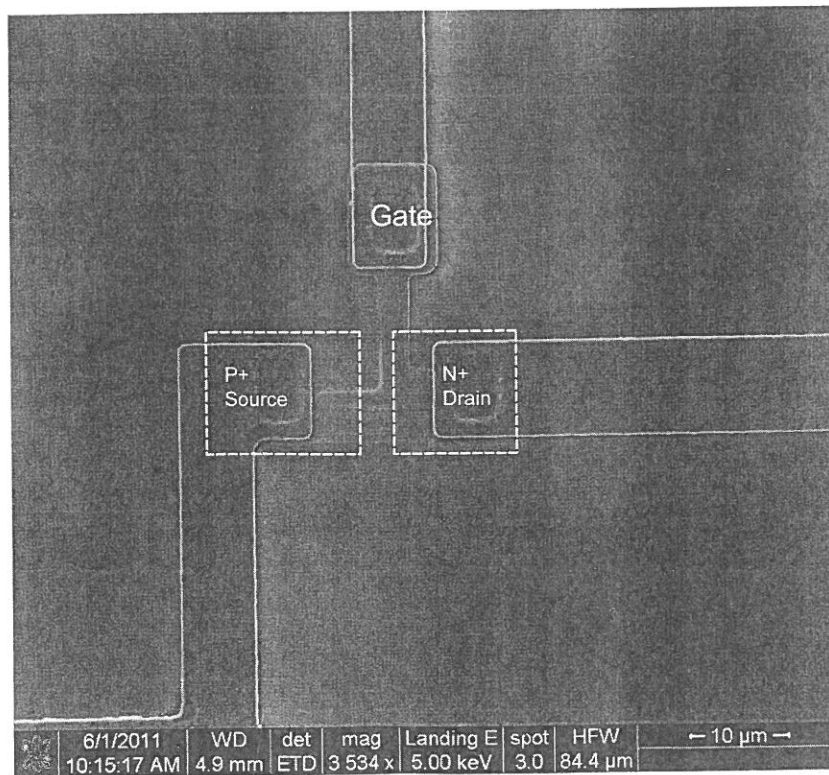 Gate
P+
Source
N+
Drain
6/1/2011 WD det mag Landing E spot HFW ← 10 μm →
10:15:17 AM 4.9 mm ETD 3 534 x 5.00 keV 3.0 84.4 μm